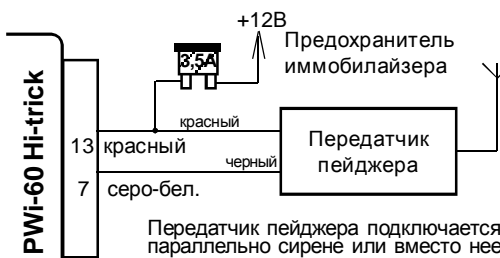 +12В
Предохранитель
иммобилайзера
3,5А
PWi-60 Hi-trick
красный
13 красный
Передатчик
пейджера
черный
7 серо-бел.
Передатчик пейджера подключается
параллельно сирене или вместо нее